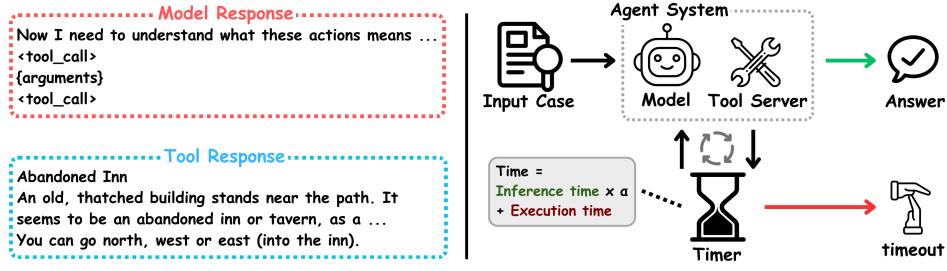 Model Response
Now I need to understand what these actions means ...
<tool_call>
{arguments}
<tool_call>
Tool Response
Abandoned Inn
An old, thatched building stands near the path. It
seems to be an abandoned inn or tavern, as a ...
You can go north, west or east (into the inn).
Agent System
Input Case
Model
Tool Server
Answer
Time =
Inference time x a
+ Execution time
Timer
timeout